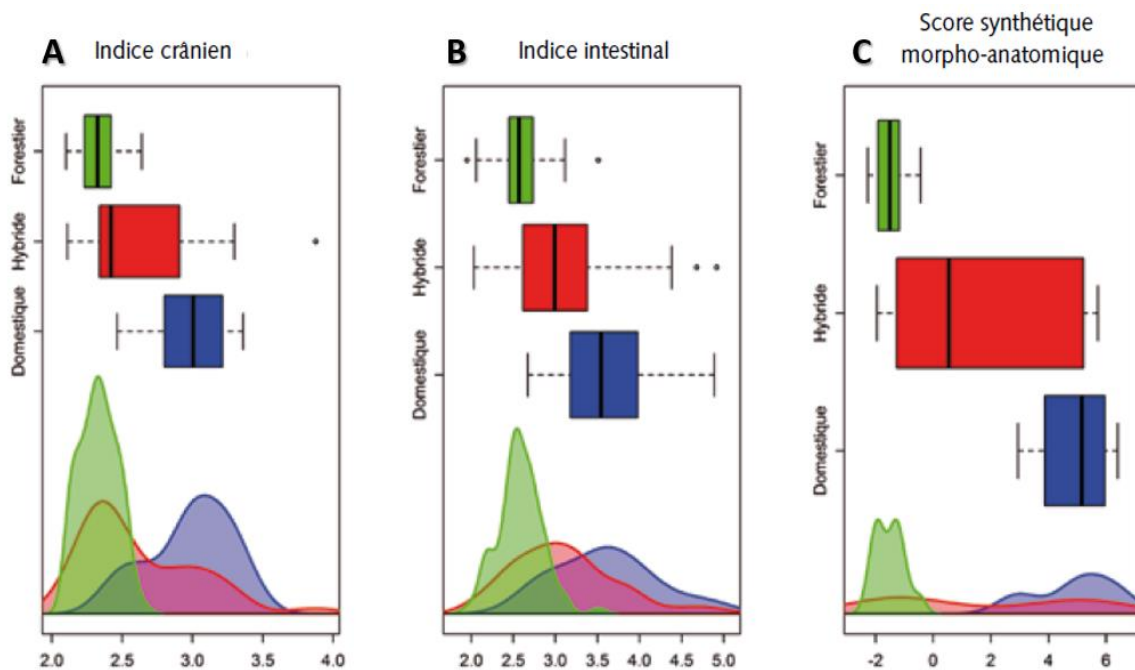 A Indice crânien
Forestier
Hybride
Domestique
2.0 2.5 3.0 3.5 4.0
B Indice intestinal
Forestier
Hybride
Domestique
2.0 2.5 3.0 3.5 4.0 4.5 5.0
C Score synthétique
morpho-anatomique
Forestier
Hybride
Domestique
-2 0 2 4 6